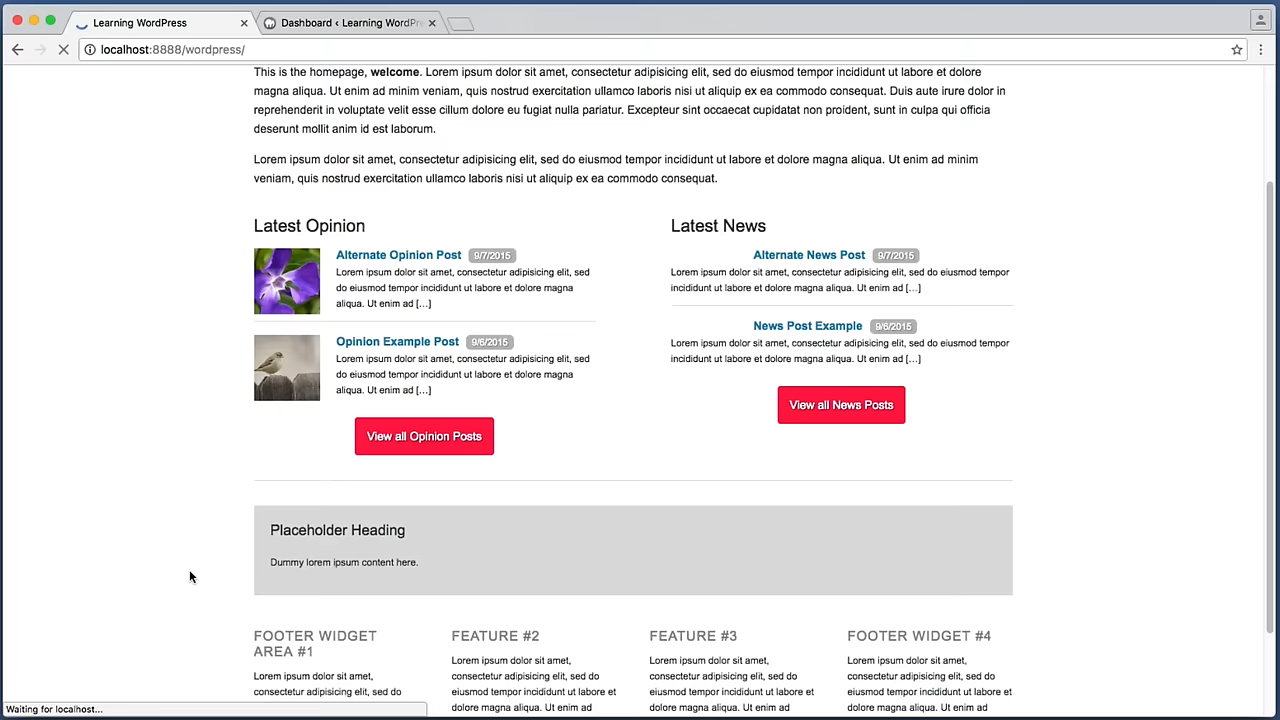 Learning WordPress
Dashboard ‹ Learning WordPr
localhost:8888/wordpress/
This is the homepage, welcome. Lorem ipsum dolor sit amet, consectetur adipisicing elit, sed do eiusmod tempor incididunt ut labore et dolore
magna aliqua. Ut enim ad minim veniam, quis nostrud exercitation ullamco laboris nisi ut aliquip ex ea commodo consequat. Duis aute irure dolor in
reprehenderit in voluptate velit esse cillum dolore eu fugiat nulla pariatur. Excepteur sint occaecat cupidatat non proident, sunt in culpa qui officia
deserunt mollit anim id est laborum.
Lorem ipsum dolor sit amet, consectetur adipisicing elit, sed do eiusmod tempor incididunt ut labore et dolore magna aliqua. Ut enim ad minim
veniam, quis nostrud exercitation ullamco laboris nisi ut aliquip ex ea commodo consequat.
Latest Opinion
Alternate Opinion Post 9/7/2015
Lorem ipsum dolor sit amet, consectetur adipisicing elit, sed
do eiusmod tempor incididunt ut labore et dolore magna
aliqua. Ut enim ad […]
Opinion Example Post 9/6/2015
Lorem ipsum dolor sit amet, consectetur adipisicing elit, sed
do eiusmod tempor incididunt ut labore et dolore magna
aliqua. Ut enim ad […]
View all Opinion Posts
Latest News
Alternate News Post 9/7/2015
Lorem ipsum dolor sit amet, consectetur adipisicing elit, sed do eiusmod tempor
incididunt ut labore et dolore magna aliqua. Ut enim ad […]
News Post Example 9/6/2015
Lorem ipsum dolor sit amet, consectetur adipisicing elit, sed do eiusmod tempor
incididunt ut labore et dolore magna aliqua. Ut enim ad […]
View all News Posts
Placeholder Heading
Dummy lorem ipsum content here.
FOOTER WIDGET
AREA #1
Lorem ipsum dolor sit amet,
consectetur adipisicing elit, sed do
FEATURE #2
Lorem ipsum dolor sit amet,
consectetur adipisicing elit, sed do
eiusmod tempor incididunt ut labore et
dolore magna aliqua. Ut enim ad
FEATURE #3
Lorem ipsum dolor sit amet,
consectetur adipisicing elit, sed do
eiusmod tempor incididunt ut labore et
dolore magna aliqua. Ut enim ad
FOOTER WIDGET #4
Lorem ipsum dolor sit amet,
consectetur adipisicing elit, sed do
eiusmod tempor incididunt ut labore et
dolore magna aliqua. Ut enim ad
Waiting for localhost...